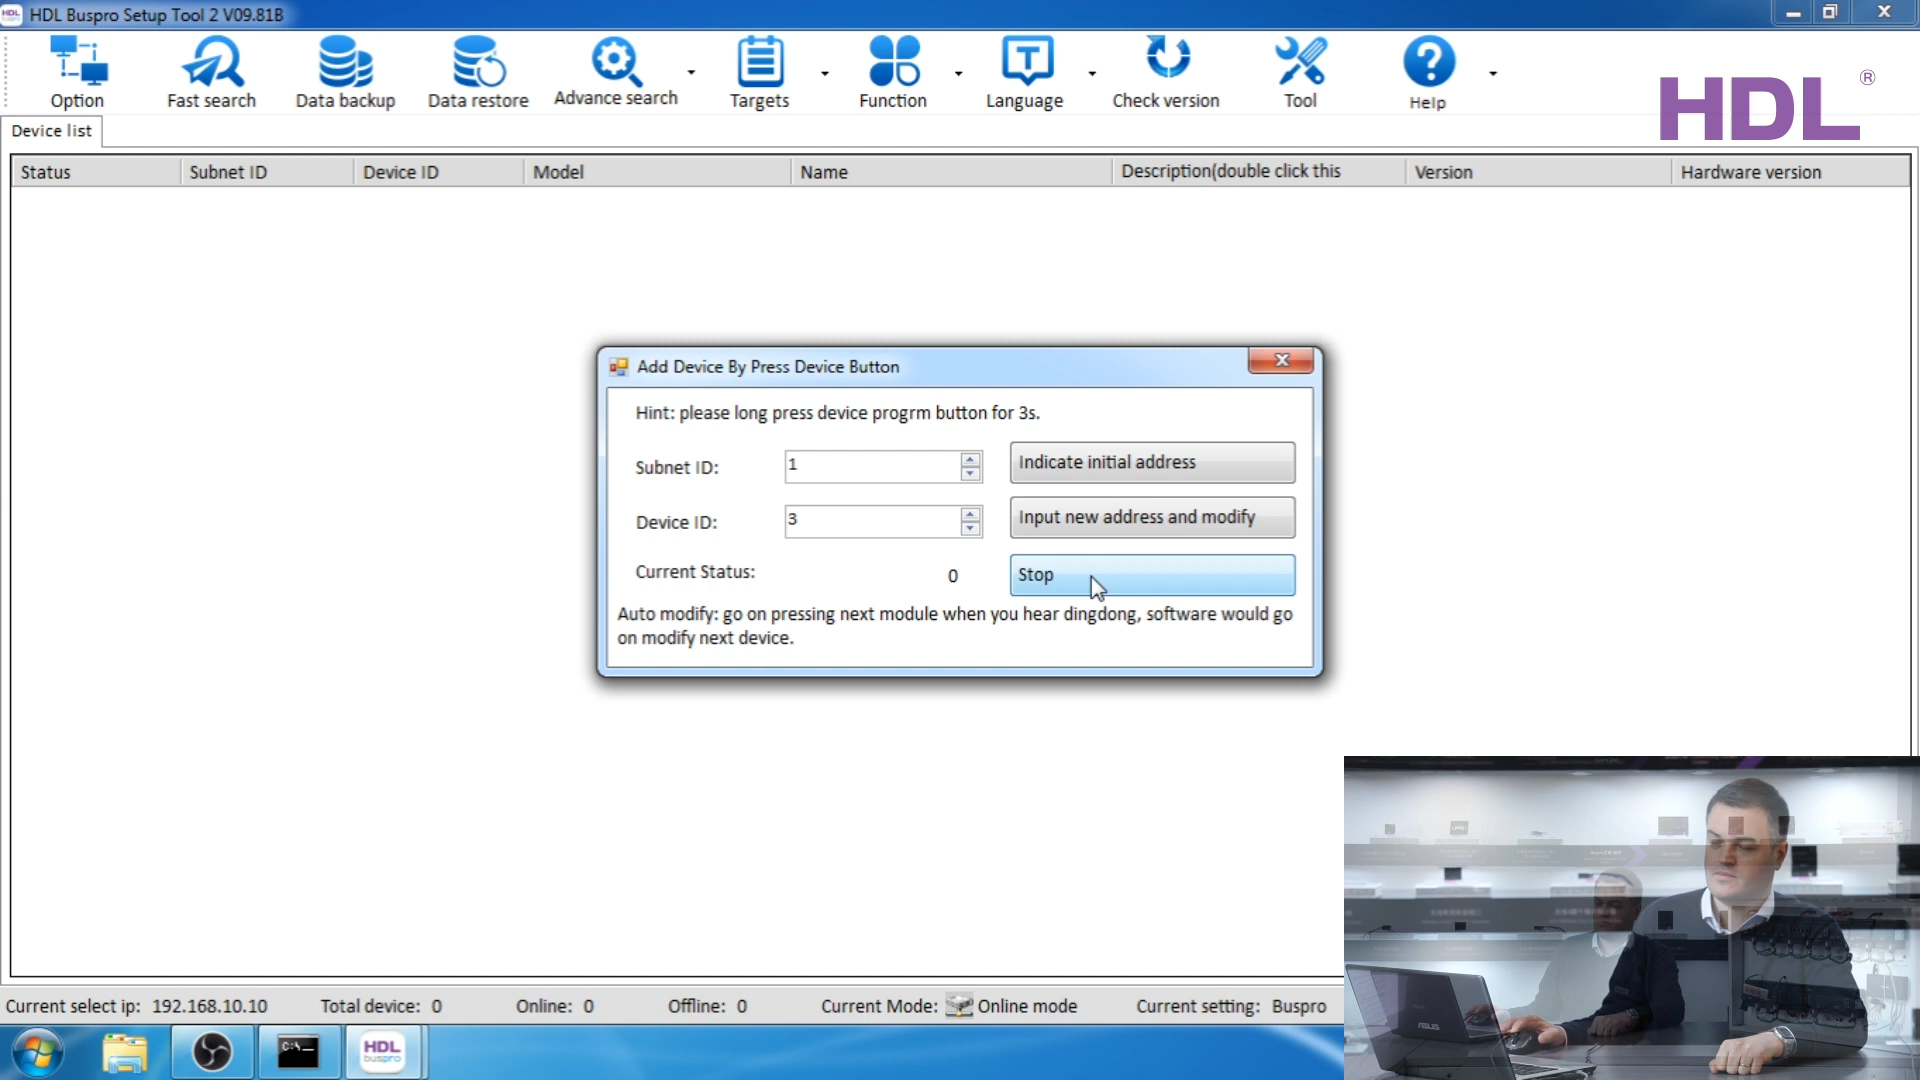 HDL Buspro Setup Tool 2 V09.81B
Option
Fast search
Data backup
Data restore
Advance search
Targets
Function
Language
Check version
Tool
Help
HDL ®
Device list
Status
Subnet ID
Device ID
Model
Name
Description(double click this
Version
Hardware version
Add Device By Press Device Button
Hint: please long press device progrm button for 3s.
Subnet ID: 1
Indicate initial address
Device ID: 3
Input new address and modify
Current Status: 0
Stop
Auto modify: go on pressing next module when you hear dingdong, software would go
on modify next device.
Current select ip: 192.168.10.10
Total device: 0
Online: 0
Offline: 0
Current Mode: Online mode
Current setting: Buspro
C:\
HDL
buspro
ASUS